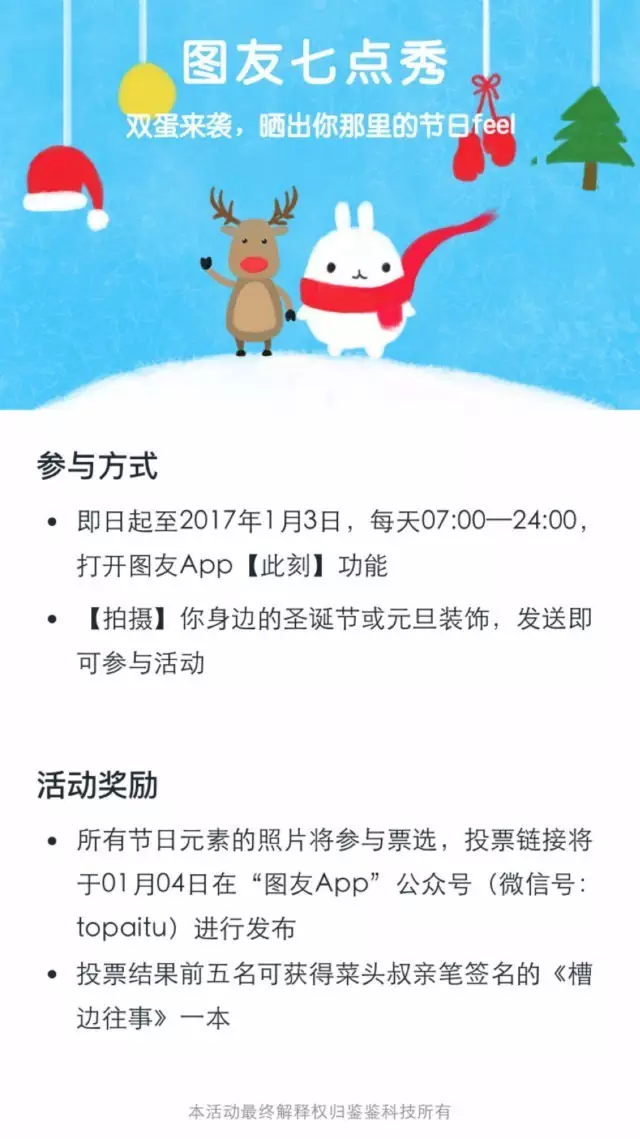 图友七点秀
双蛋来袭，晒出你那里的节日feel
参与方式
• 即日起至2017年1月3日，每天07:00—24:00，
打开图友App【此刻】功能
• 【拍摄】你身边的圣诞节或元旦装饰，发送即
可参与活动
活动奖励
• 所有节日元素的照片将参与票选，投票链接将
于01月04日在“图友App”公众号（微信号：
topaitu）进行发布
• 投票结果前五名可获得菜头叔亲笔签名的《槽
边往事》一本
本活动最终解释权归鉴鉴科技所有